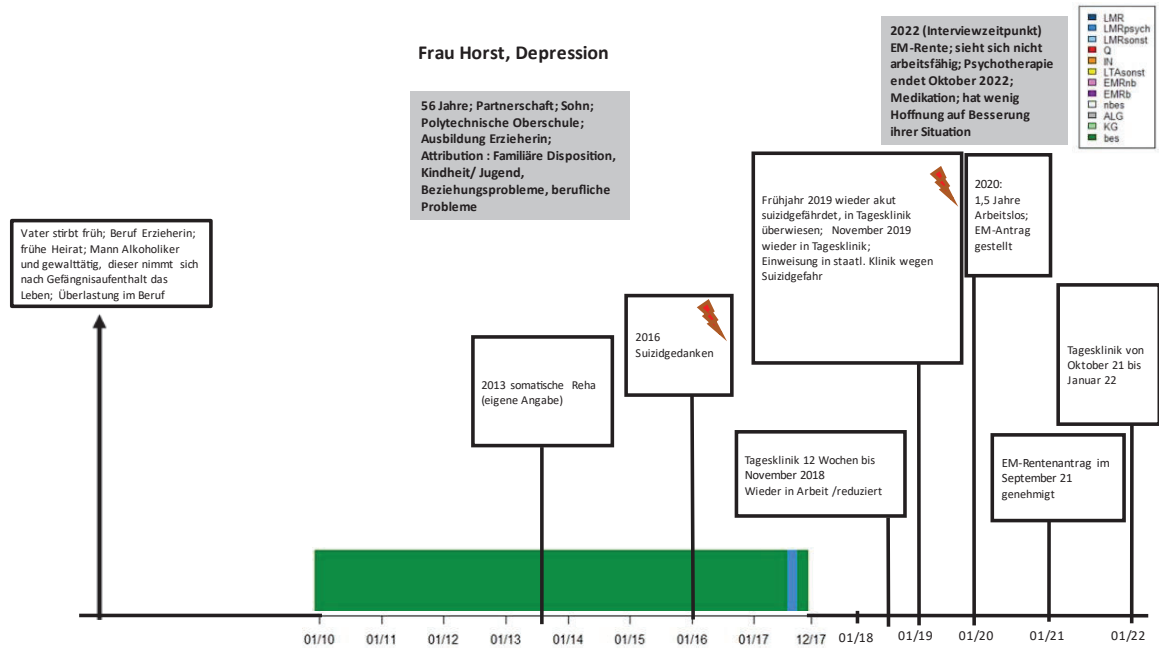 Frau Horst, Depression
56 Jahre; Partnerschaft; Sohn;
Polytechnische Oberschule;
Ausbildung Erzieherin;
Attribution : Familiäre Disposition,
Kindheit/ Jugend,
Beziehungsprobleme, berufliche
Probleme
2022 (Interviewzeitpunkt)
EM-Rente; sieht sich nicht
arbeitsfähig; Psychotherapie
endet Oktober 2022;
Medikation; hat wenig
Hoffnung auf Besserung
ihrer Situation
LMR
LMRpsych
LMRsonst
Q
IN
LTAsonst
EMRnb
EMRb
nbes
ALG
KG
bes
Vater stirbt früh; Beruf Erzieherin;
frühe Heirat; Mann Alkoholiker
und gewalttätig, dieser nimmt sich
nach Gefängnisaufenthalt das
Leben; Überlastung im Beruf
2013 somatische Reha
(eigene Angabe)
2016
Suizidgedanken
Frühjahr 2019 wieder akut
suizidgefährdet, in Tagesklinik
überwiesen; November 2019
wieder in Tagesklinik;
Einweisung in staatl. Klinik wegen
Suizidgefahr
2020:
1,5 Jahre
Arbeitslos;
EM-Antrag
gestellt
Tagesklinik 12 Wochen bis
November 2018
Wieder in Arbeit /reduziert
EM-Rentenantrag im
September 21
genehmigt
Tagesklinik von
Oktober 21 bis
Januar 22
01/10
01/11
01/12
01/13
01/14
01/15
01/16
01/17
12/17
01/18
01/19
01/20
01/21
01/22